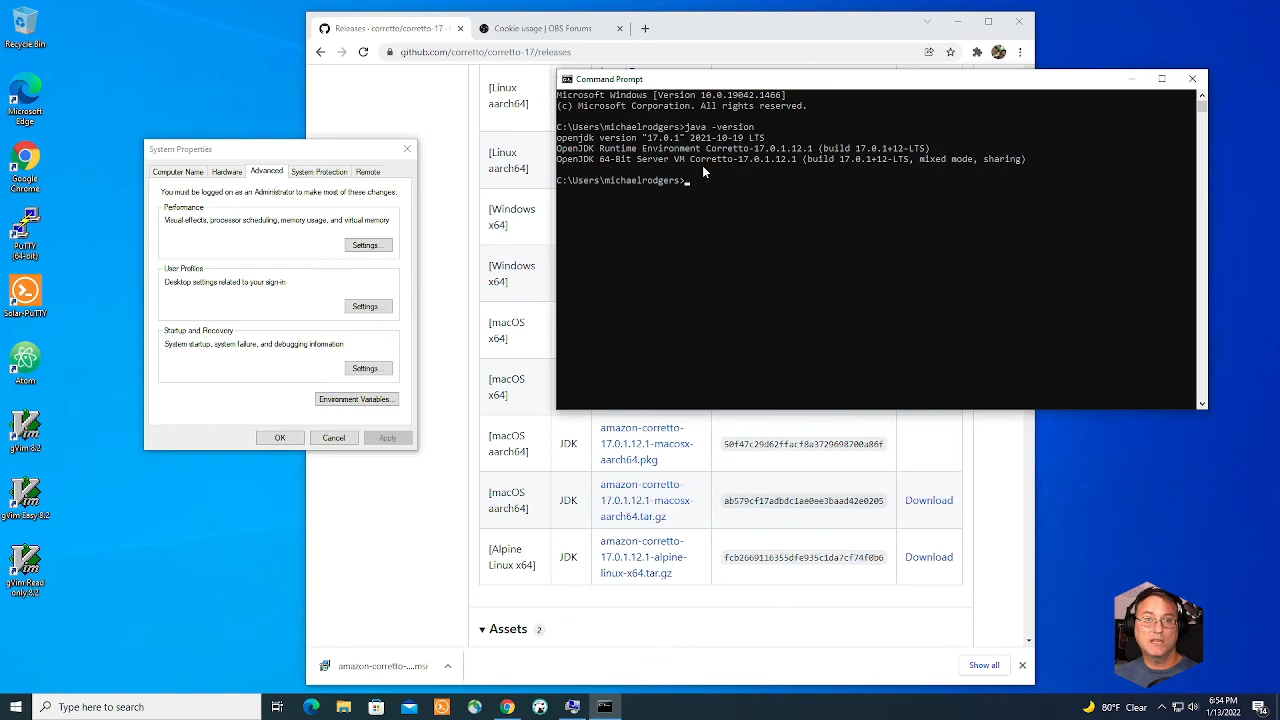 Recycle Bin
Microsoft
Edge
Google
Chrome
PuTTY
(64-bit)
Solar-PuTTY
Atom
gVim 8.2
gVim Easy 8.2
gVim Read
only 8.2
Releases · corretto/corretto-17 ·
Cookie usage | OBS Forums
github.com/corretto/corretto-17/releases
[Linux
aarch64]
[Linux
aarch64]
[Windows
x64]
[Windows
x64]
[macOS
x64]
[macOS
x64]
[macOS
aarch64]
JDK
amazon-corretto-
17.0.1.12.1-macosx-
aarch64.pkg
50f47c29d62ffacf8a3729698700a86f
[macOS
aarch64]
JDK
amazon-corretto-
17.0.1.12.1-macosx-
aarch64.tar.gz
ab579cf17adbdc1ae0ee3baad42e0205
Download
[Alpine
Linux x64]
JDK
amazon-corretto-
17.0.1.12.1-alpine-
linux-x64.tar.gz
fcb2669116355dfe935c1da7cf74f0b6
Download
Assets 2
amazon-corretto-....msi
Show all
System Properties
Computer Name
Hardware
Advanced
System Protection
Remote
You must be logged on as an Administrator to make most of these changes.
Performance
Visual effects, processor scheduling, memory usage, and virtual memory
Settings...
User Profiles
Desktop settings related to your sign-in
Settings...
Startup and Recovery
System startup, system failure, and debugging information
Settings...
Environment Variables...
OK
Cancel
Apply
Command Prompt
Microsoft Windows [Version 10.0.19042.1466]
(c) Microsoft Corporation. All rights reserved.
C:\Users\michaelrodgers>java -version
openjdk version "17.0.1" 2021-10-19 LTS
OpenJDK Runtime Environment Corretto-17.0.1.12.1 (build 17.0.1+12-LTS)
OpenJDK 64-Bit Server VM Corretto-17.0.1.12.1 (build 17.0.1+12-LTS, mixed mode, sharing)
C:\Users\michaelrodgers>_
Type here to search
80°F Clear
6:54 PM
1/13/2022